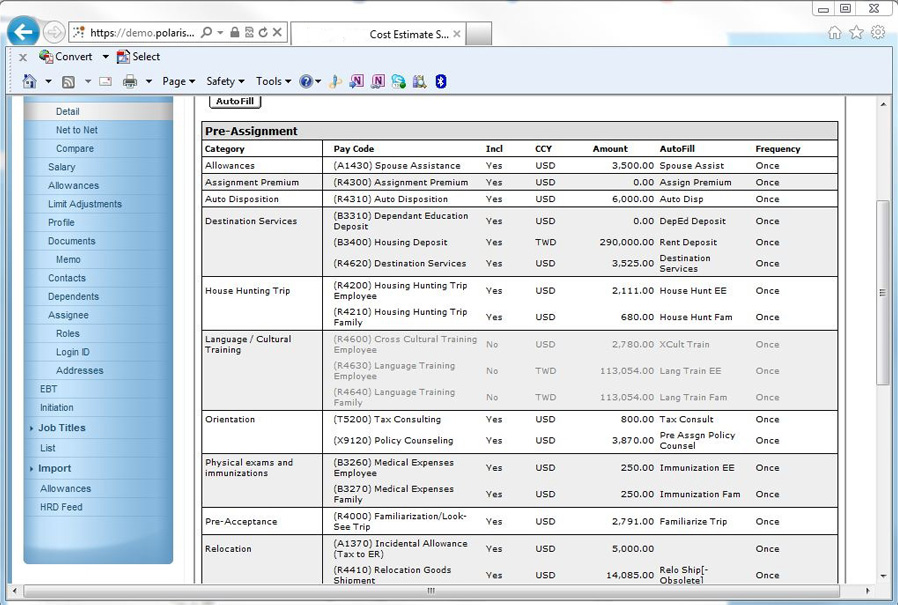 https://demo.polaris...
Cost Estimate S...
Convert Select
Page Safety Tools
Detail
Net to Net
Compare
Salary
Allowances
Limit Adjustments
Profile
Documents
Memo
Contacts
Dependents
Assignee
Roles
Login ID
Addresses
EBT
Initiation
Job Titles
List
Import
Allowances
HRD Feed
AutoFill
Pre-Assignment
Category Pay Code Incl CCY Amount AutoFill Frequency
Allowances (A1430) Spouse Assistance Yes USD 3,500.00 Spouse Assist Once
Assignment Premium (R4300) Assignment Premium Yes USD 0.00 Assign Premium Once
Auto Disposition (R4310) Auto Disposition Yes USD 6,000.00 Auto Disp Once
Destination Services (B3310) Dependant Education
Deposit Yes USD 0.00 DepEd Deposit Once
(B3400) Housing Deposit Yes TWD 290,000.00 Rent Deposit Once
(R4620) Destination Services Yes USD 3,525.00 Destination
Services Once
House Hunting Trip (R4200) Housing Hunting Trip
Employee Yes USD 2,111.00 House Hunt EE Once
(R4210) Housing Hunting Trip
Family Yes USD 680.00 House Hunt Fam Once
Language / Cultural
Training (R4600) Cross Cultural Training
Employee No USD 2,780.00 XCult Train Once
(R4630) Language Training
Employee No TWD 113,054.00 Lang Train EE Once
(R4640) Language Training
Family No TWD 113,054.00 Lang Train Fam Once
Orientation (T5200) Tax Consulting Yes USD 800.00 Tax Consult Once
(X9120) Policy Counseling Yes USD 3,870.00 Pre Assgn Policy
Counsel Once
Physical exams and
immunizations (B3260) Medical Expenses
Employee Yes USD 250.00 Immunization EE Once
(B3270) Medical Expenses
Family Yes USD 250.00 Immunization Fam Once
Pre-Acceptance (R4000) Familiarization/Look-
See Trip Yes USD 2,791.00 Familiarize Trip Once
Relocation (A1370) Incidental Allowance
(Tax to ER) Yes USD 5,000.00 Once
(R4410) Relocation Goods
Shipment Yes USD 14,085.00 Relo Ship[-
Obsolete] Once